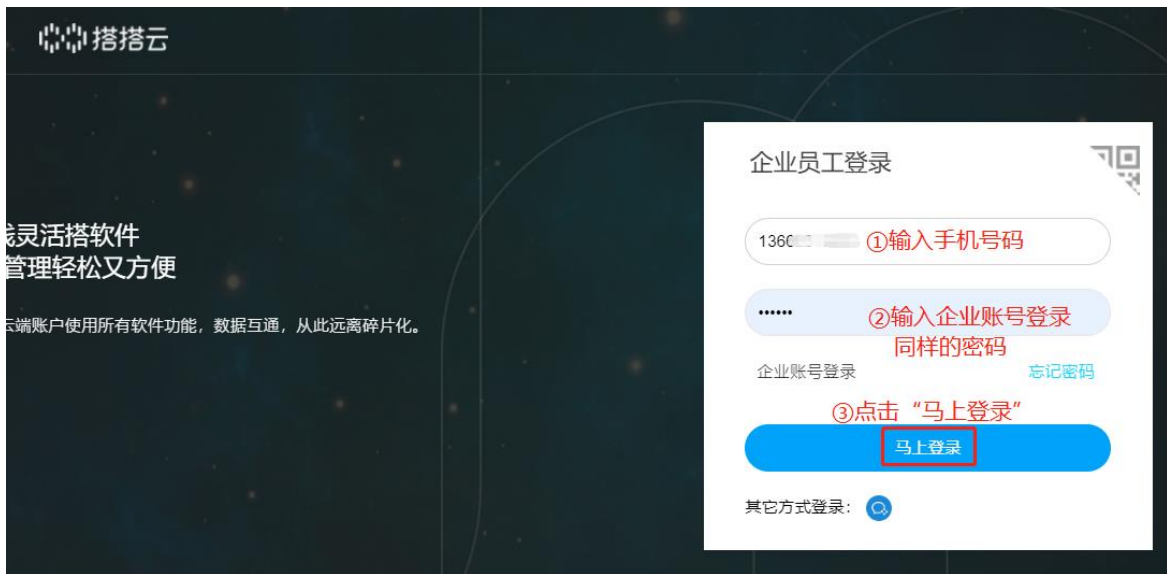 搭搭云
灵活搭软件
管理轻松又方便
云端账户使用所有软件功能，数据互通，从此远离碎片化。
企业员工登录
136
①输入手机号码
••••••
②输入企业账号登录
同样的密码
企业账号登录
忘记密码
③点击“马上登录”
马上登录
其它方式登录：